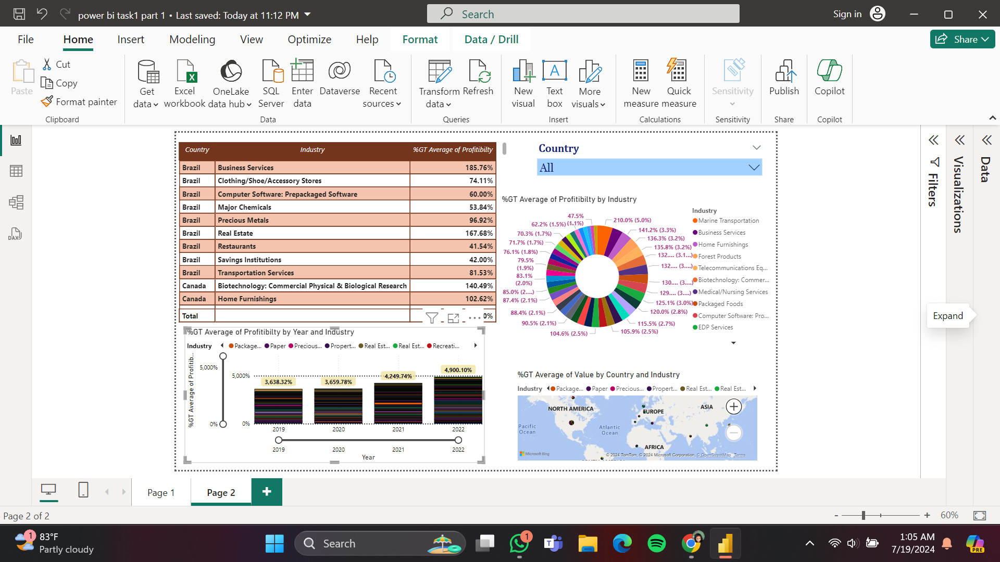 power bi task1 part 1 • Last saved: Today at 11:12 PM
Search
Sign in
File
Home
Insert
Modeling
View
Optimize
Help
Format
Data / Drill
Share
Paste
Cut
Copy
Format painter
Clipboard
Get data
Excel workbook
OneLake data hub
SQL Server
Enter data
Dataverse
Recent sources
Data
Transform data
Refresh
Queries
New visual
Text box
More visuals
Insert
New measure
Quick measure
Calculations
Sensitivity
Sensitivity
Publish
Share
Copilot
Copilot
DAX
Country Industry %GT Average of Profitibilty
Brazil Business Services 185.76%
Brazil Clothing/Shoe/Accessory Stores 74.11%
Brazil Computer Software: Prepackaged Software 60.00%
Brazil Major Chemicals 53.84%
Brazil Precious Metals 96.92%
Brazil Real Estate 167.68%
Brazil Restaurants 41.54%
Brazil Savings Institutions 42.00%
Brazil Transportation Services 81.53%
Canada Biotechnology: Commercial Physical & Biological Research 140.49%
Canada Home Furnishings 102.62%
Total 0%
Country
All
%GT Average of Profitibilty by Industry
47.5% (1.1%)
62.2% (1.5%)
70.3% (1.7%)
71.7% (1.7%)
76.1% (1.8%)
79.5% (1.9%)
83.1% (2.0%)
85.0% (2....)
87.4% (2.1%)
88.4% (2.1%)
90.5% (2.1%)
104.6% (2.5%)
210.0% (5.0%)
141.2% (3.3%)
136.3% (3.2%)
135.8% (3.2%)
132.... (3.1...)
132.... (3....)
130.... (3....)
129.... (3....)
125.1% (3.0%)
120.0% (2.8%)
115.5% (2.7%)
105.9% (2.5%)
Industry
Marine Transportation
Business Services
Home Furnishings
Forest Products
Telecommunications Eq...
Biotechnology: Commer...
Medical/Nursing Services
Packaged Foods
Computer Software: Pro...
EDP Services
%GT Average of Profitibilty by Year and Industry
Industry Package... Paper Precious... Propert... Real Est... Real Est... Recreati...
%GT Average of Profitib...
5,000%
0%
5,000%
0%
3,638.32%
3,659.78%
4,249.74%
4,900.10%
2019 2020 2021 2022
2019 2020 2021 2022
Year
%GT Average of Value by Country and Industry
Industry Package... Paper Precious... Propert... Real Est... Real Est...
NORTH AMERICA
EUROPE
ASIA
Pacific Ocean
Atlantic Ocean
AFRICA
Microsoft Bing
© 2024 TomTom, © 2024 Microsoft Corporation, © OpenStreetMap Terms
Filters
Visualizations
Data
Expand
Page 1
Page 2
Page 2 of 2
- + 60%
1
83°F
Partly cloudy
Search
1
T
1:05 AM
7/19/2024
PRE